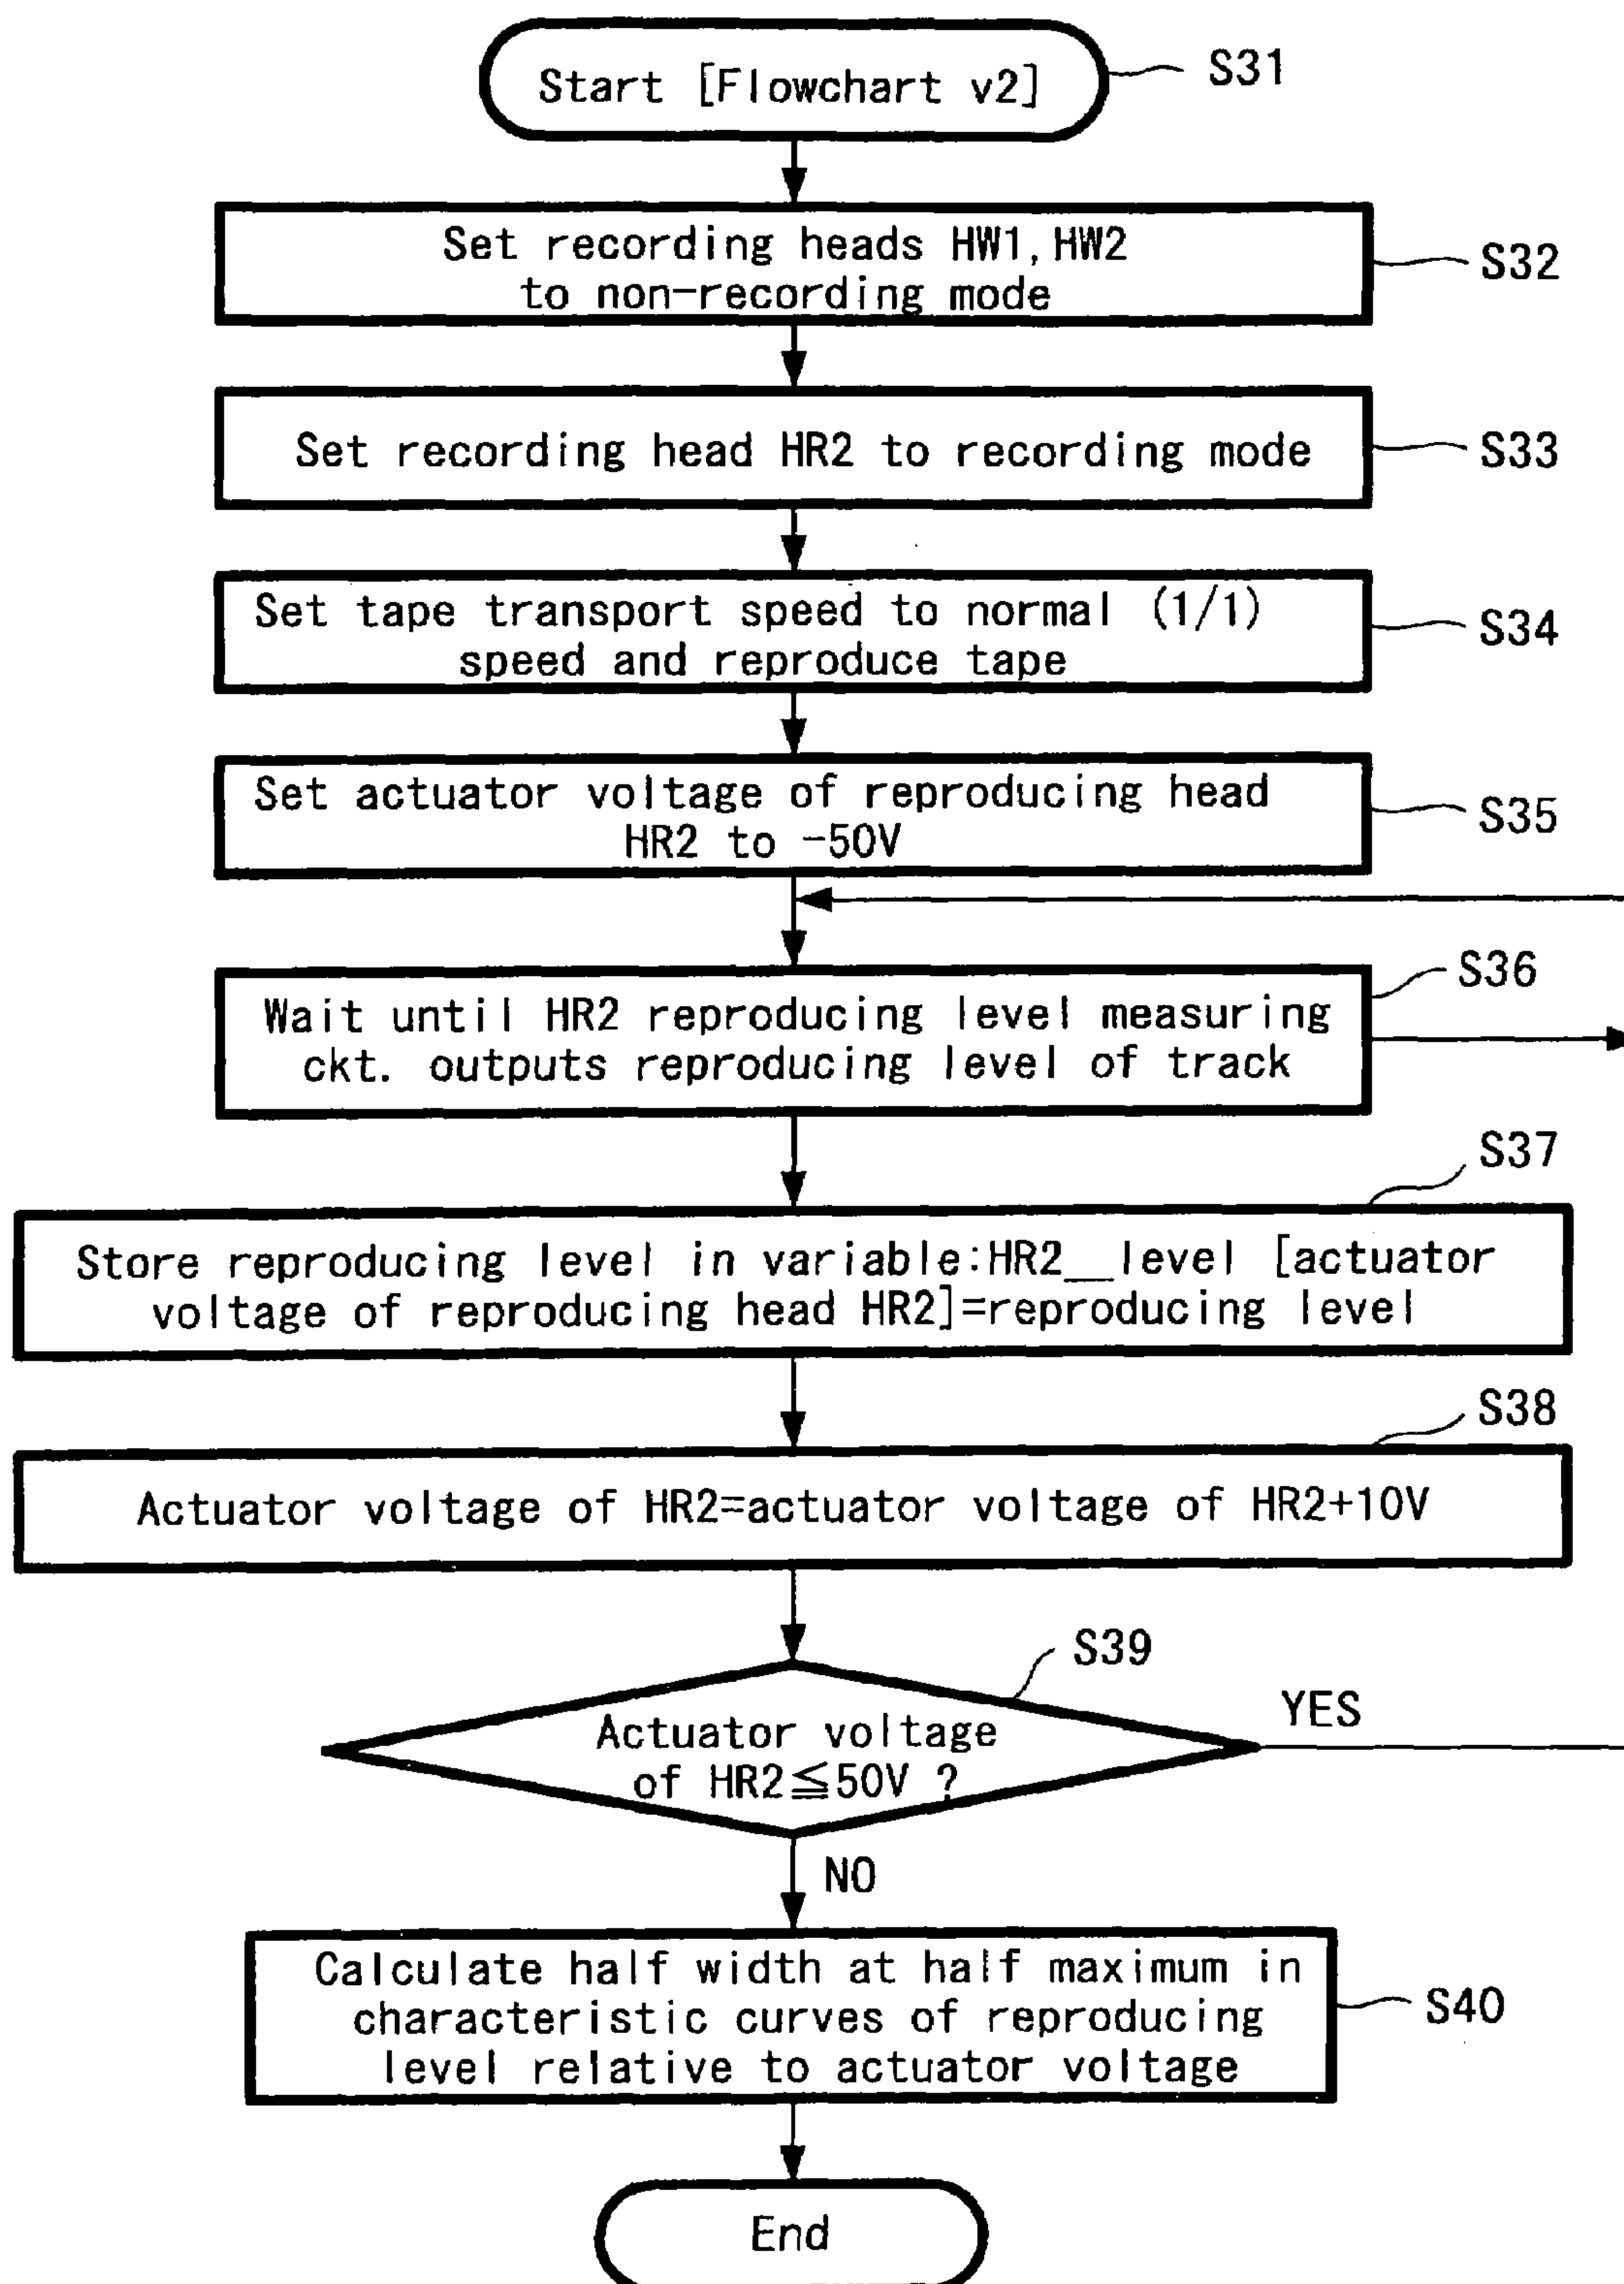 Start [Flowchart v2]
S31
Set recording heads HW1, HW2
to non-recording mode
S32
Set recording head HR2 to recording mode
S33
Set tape transport speed to normal (1/1)
speed and reproduce tape
S34
Set actuator voltage of reproducing head
HR2 to -50V
S35
Wait until HR2 reproducing level measuring
ckt. outputs reproducing level of track
S36
S37
Store reproducing level in variable:HR2__level [actuator
voltage of reproducing head HR2]=reproducing level
S38
Actuator voltage of HR2=actuator voltage of HR2+10V
S39
Actuator voltage
of HR2≦50V ?
YES
NO
Calculate half width at half maximum in
characteristic curves of reproducing
level relative to actuator voltage
S40
End